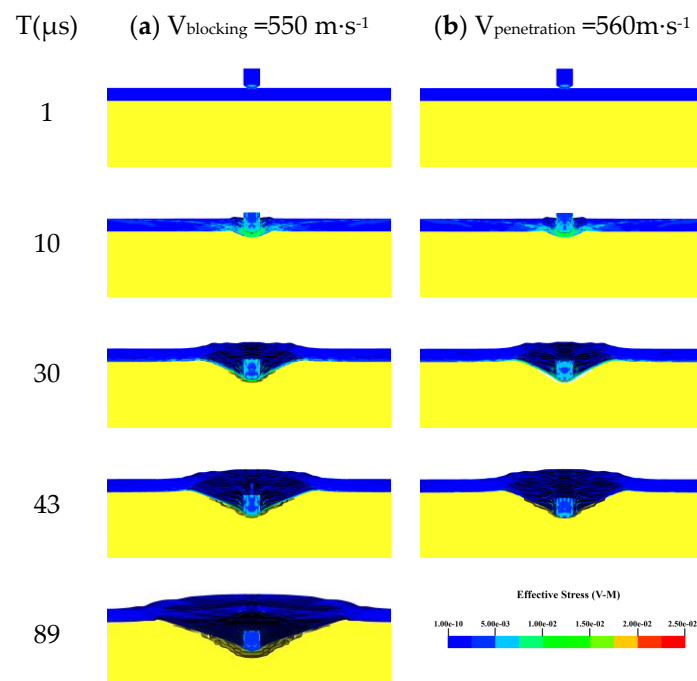 T(μs) (a) Vblocking =550 m·s-1 (b) Vpenetration =560m·s-1
1
10
30
43
89
Effective Stress (V-M)
1.00e-10 5.00e-03 1.00e-02 1.50e-02 2.00e-02 2.50e-02